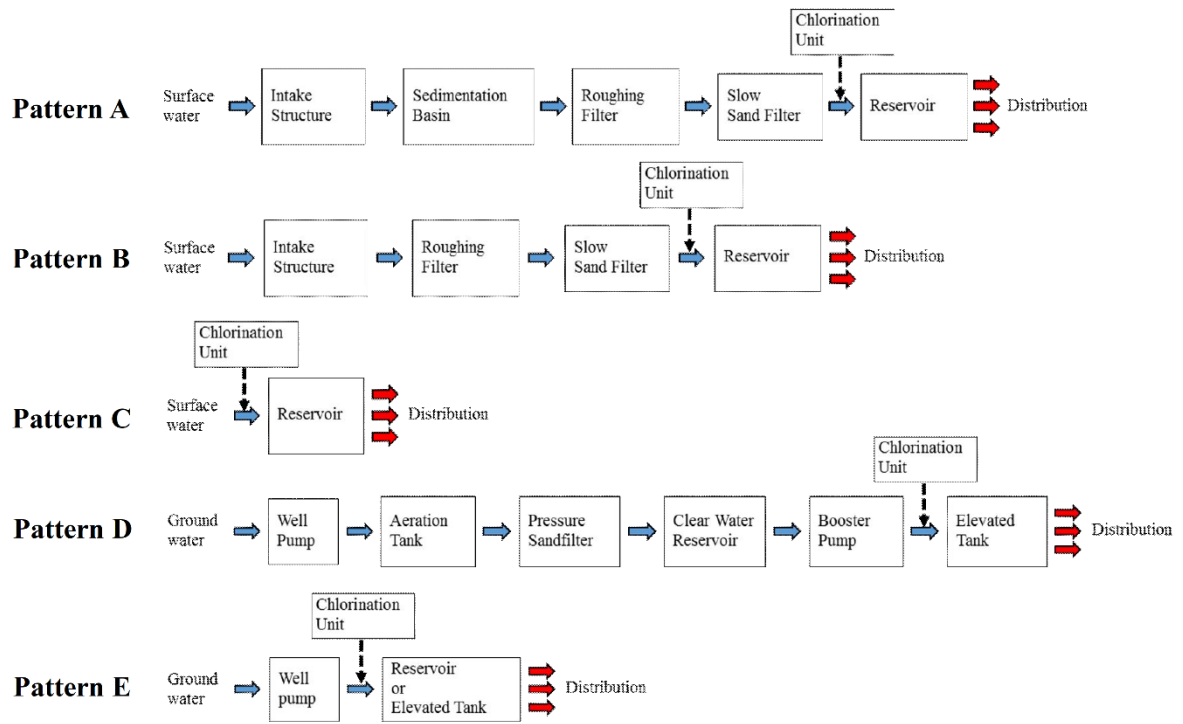 Chlorination
Unit
Pattern A
Surface
water
Intake
Structure
Sedimentation
Basin
Roughing
Filter
Slow
Sand Filter
Reservoir
Distribution
Chlorination
Unit
Pattern B
Surface
water
Intake
Structure
Roughing
Filter
Slow
Sand Filter
Reservoir
Distribution
Chlorination
Unit
Pattern C
Surface
water
Reservoir
Distribution
Chlorination
Unit
Pattern D
Ground
water
Well
Pump
Aeration
Tank
Pressure
Sandfilter
Clear Water
Reservoir
Booster
Pump
Elevated
Tank
Distribution
Chlorination
Unit
Pattern E
Ground
water
Well
pump
Reservoir
or
Elevated Tank
Distribution